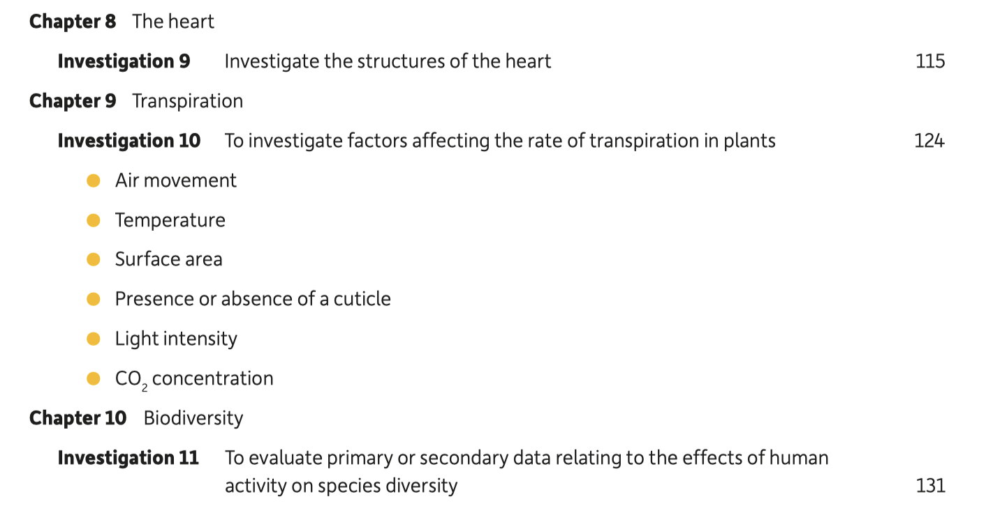 Chapter 8 The heart
Investigation 9 Investigate the structures of the heart 115
Chapter 9 Transpiration
Investigation 10 To investigate factors affecting the rate of transpiration in plants 124
● Air movement
● Temperature
● Surface area
● Presence or absence of a cuticle
● Light intensity
● CO₂ concentration
Chapter 10 Biodiversity
Investigation 11 To evaluate primary or secondary data relating to the effects of human
activity on species diversity 131